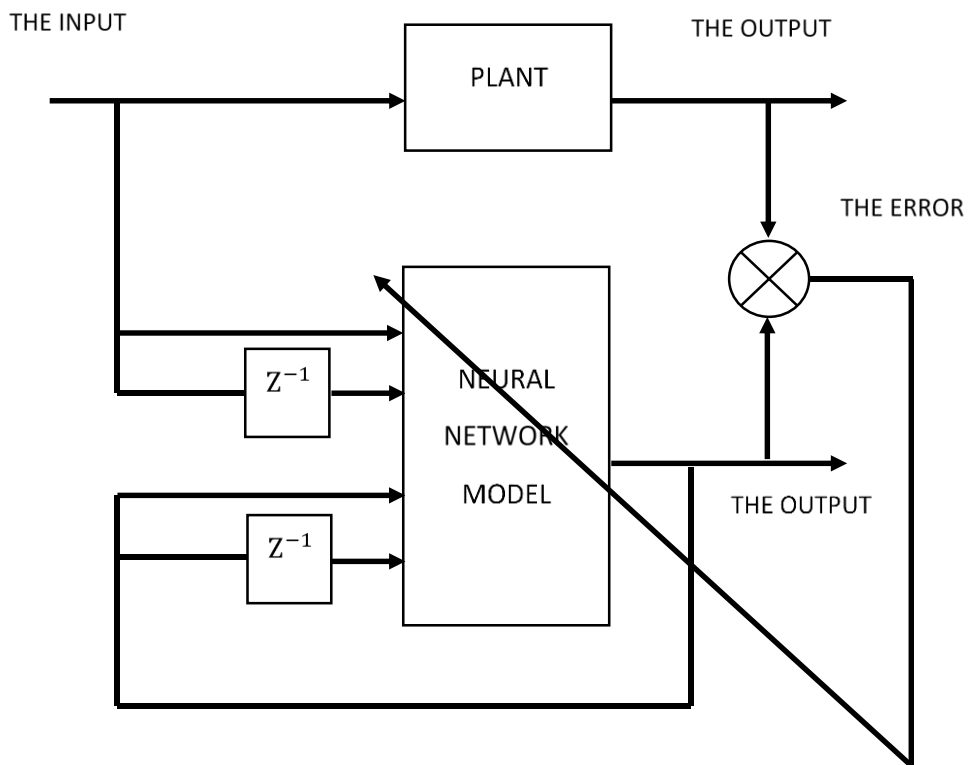 THE INPUT
THE OUTPUT
PLANT
THE ERROR
Z⁻¹
NEURAL
NETWORK
MODEL
THE OUTPUT
Z⁻¹